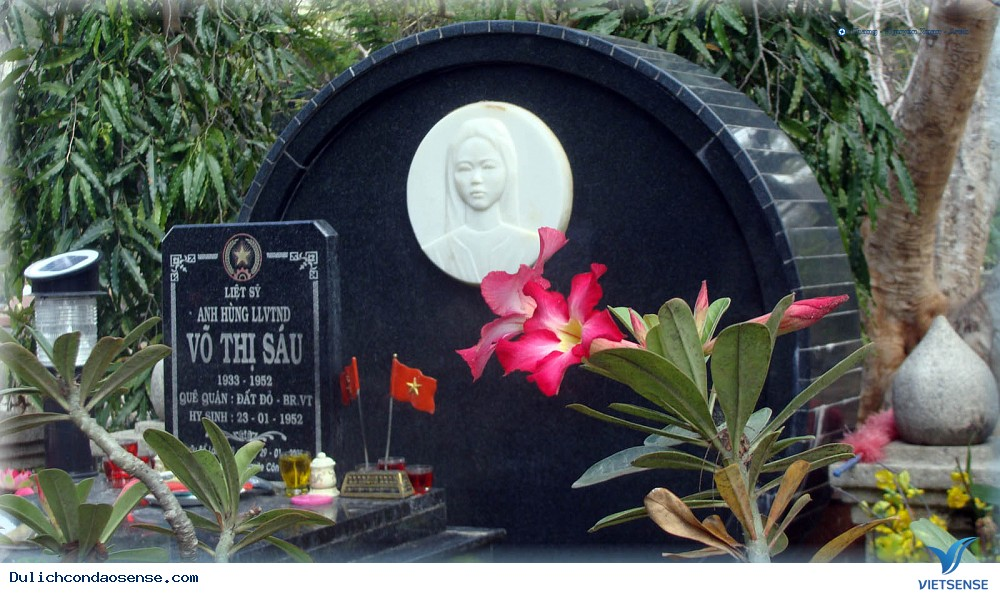 LIỆT SỸ
ANH HÙNG LLVTND
VÕ THỊ SÁU
1933 - 1952
QUÊ QUÁN : ĐẤT ĐỎ - BR.VT
HY SINH : 23 - 01 - 1952
Dulichcondaosense.com
VIETSENSE